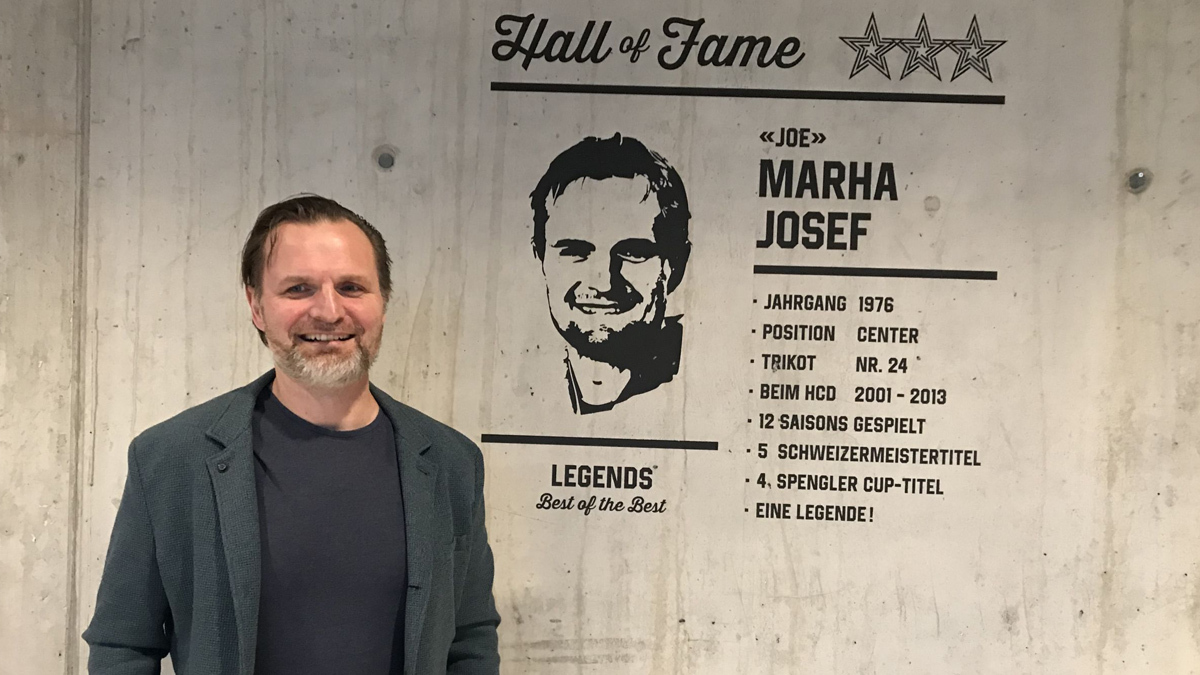 Hall of Fame
«JOE»
MARHA
JOSEF
· JAHRGANG 1976
· POSITION CENTER
· TRIKOT NR. 24
· BEIM HCD 2001 - 2013
· 12 SAISONS GESPIELT
· 5 SCHWEIZERMEISTERTITEL
· 4 SPENGLER CUP-TITEL
· EINE LEGENDE!
LEGENDS
Best of the Best